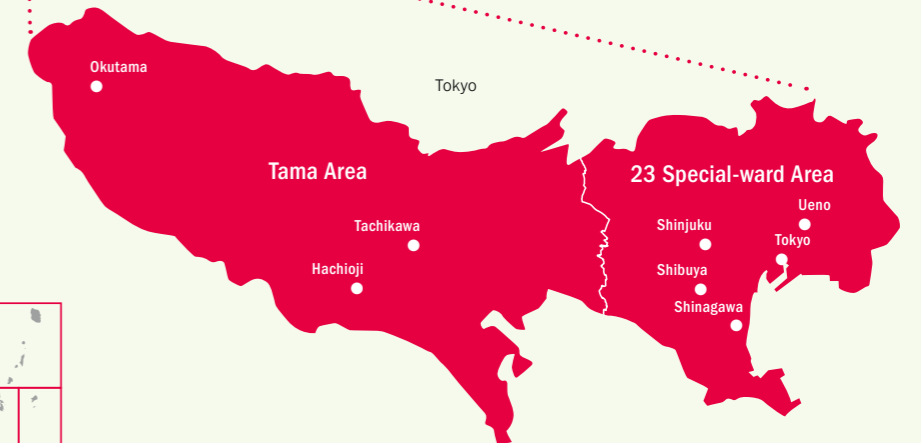 Okutama
Tokyo
Tama Area
23 Special-ward Area
Ueno
Shinjuku
Tachikawa
Tokyo
Hachioji
Shibuya
Shinagawa